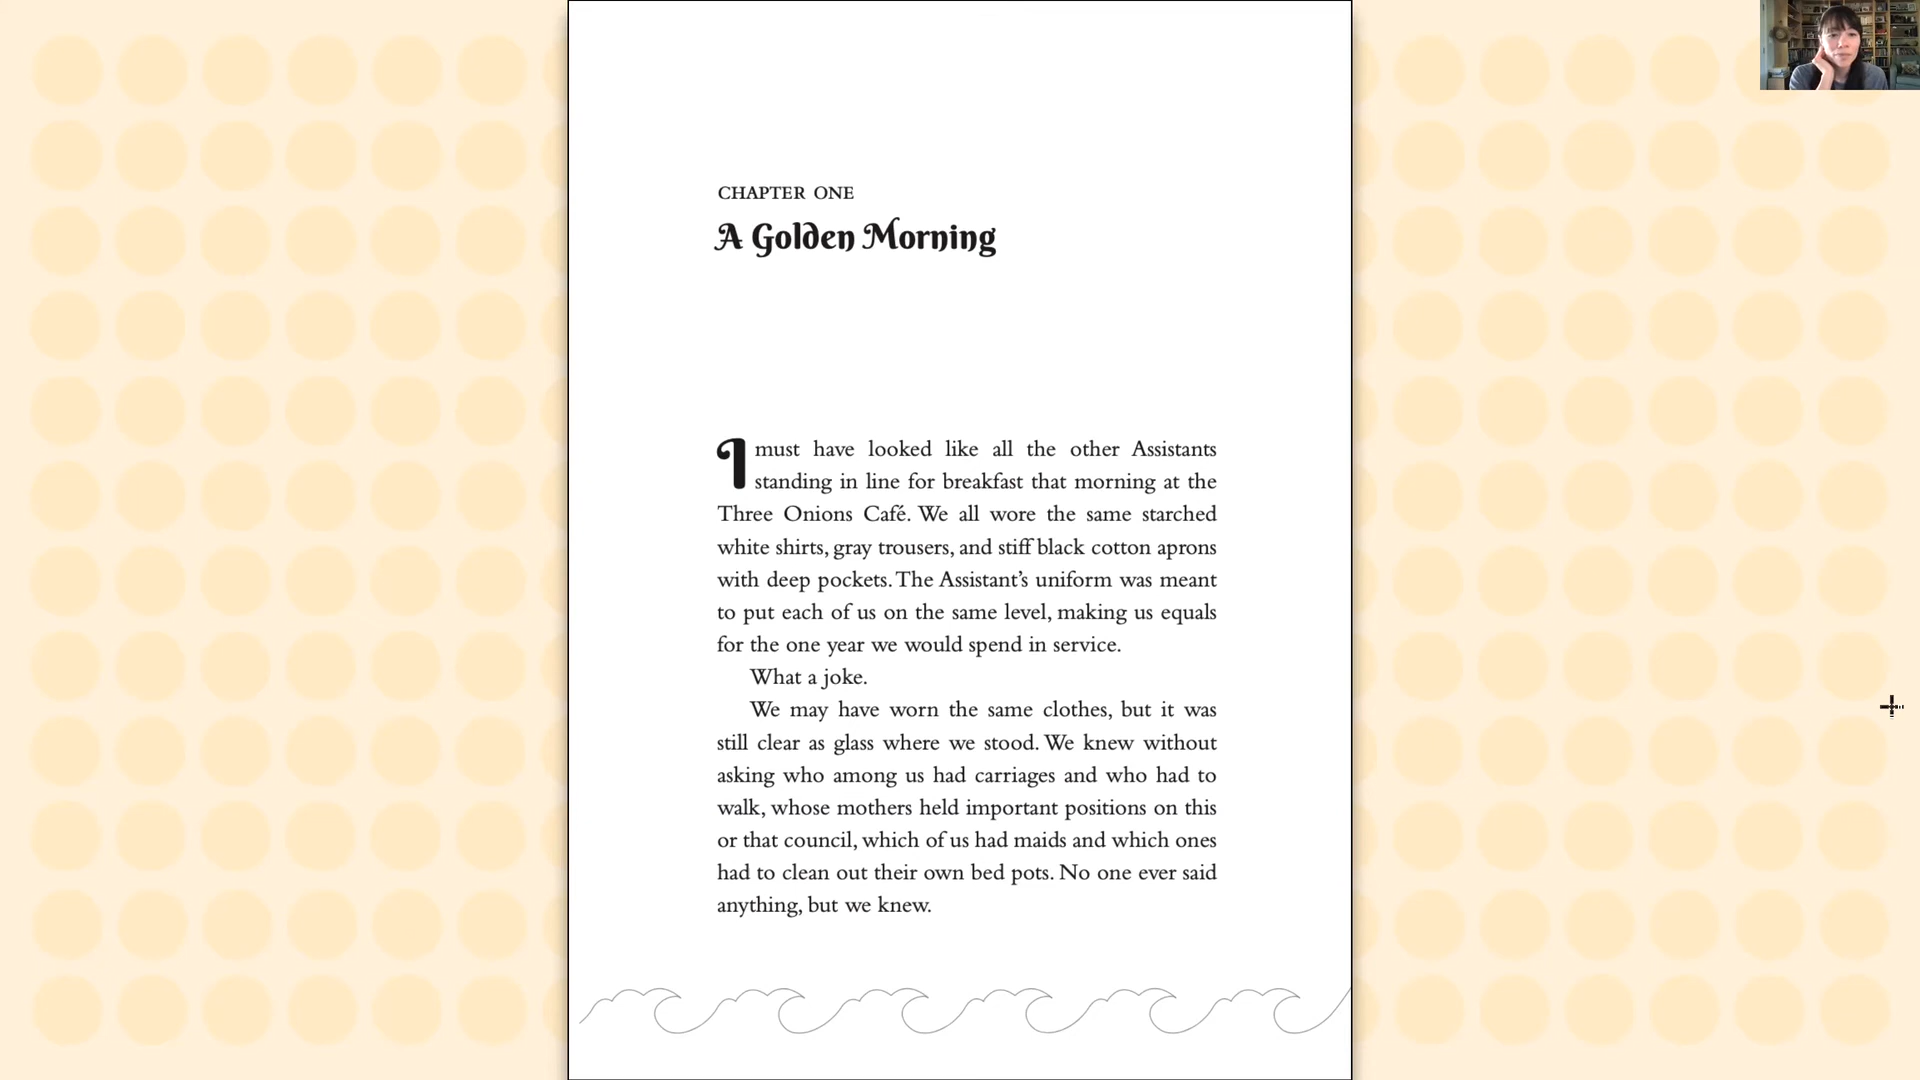 CHAPTER ONE
A Golden Morning
I must have looked like all the other Assistants
standing in line for breakfast that morning at the
Three Onions Café. We all wore the same starched
white shirts, gray trousers, and stiff black cotton aprons
with deep pockets. The Assistant’s uniform was meant
to put each of us on the same level, making us equals
for the one year we would spend in service.
What a joke.
We may have worn the same clothes, but it was
still clear as glass where we stood. We knew without
asking who among us had carriages and who had to
walk, whose mothers held important positions on this
or that council, which of us had maids and which ones
had to clean out their own bed pots. No one ever said
anything, but we knew.